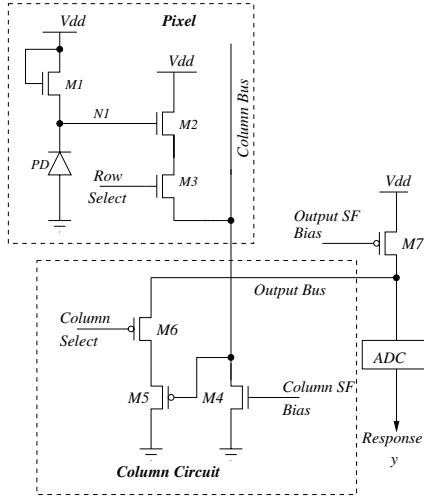 Vdd
Pixel
M1
Vdd
N1
M2
PD
Row
Select
M3
Column Bus
Vdd
Output SF
Bias
M7
Output Bus
Column
Select
M6
ADC
M5
M4
Column SF
Bias
Response
y
Column Circuit